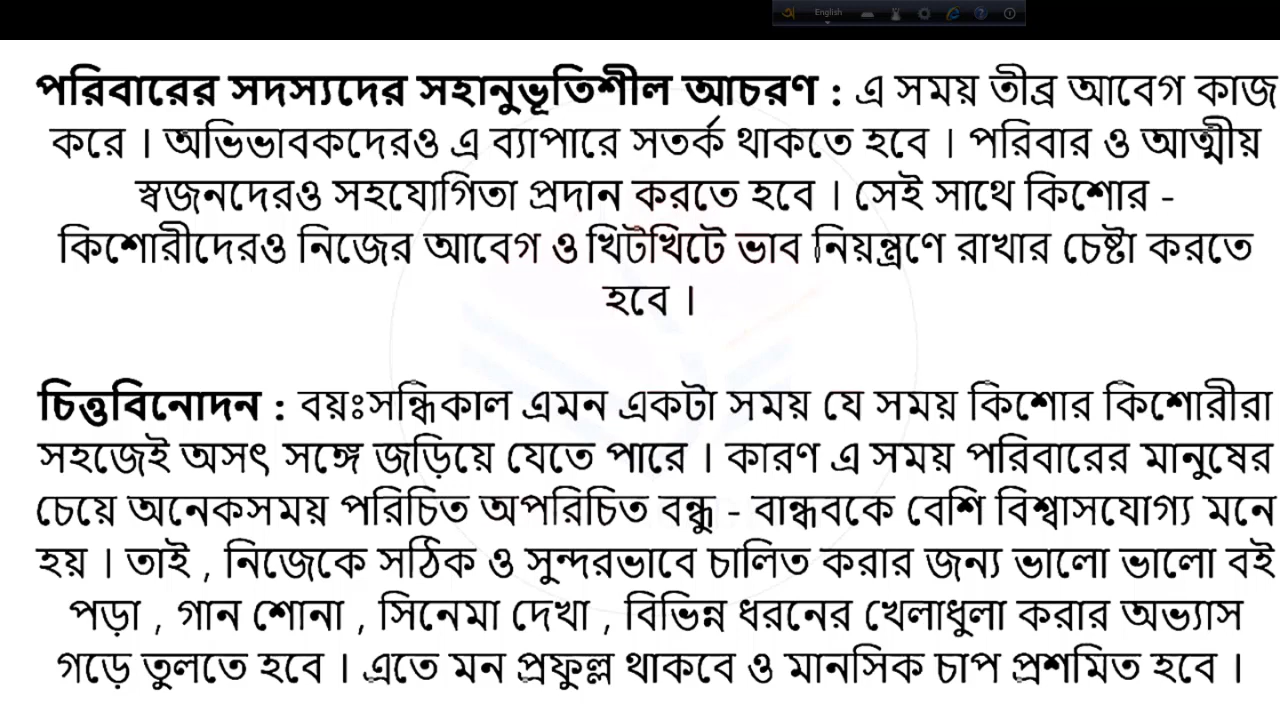 English
পরিবারের সদস্যদের সহানুভূতিশীল আচরণ : এ সময় তীব্র আবেগ কাজ
করে । অভিভাবকদেরও এ ব্যাপারে সতর্ক থাকতে হবে । পরিবার ও আত্মীয়
স্বজনদেরও সহযোগিতা প্রদান করতে হবে । সেই সাথে কিশোর -
কিশোরীদেরও নিজের আবেগ ও খিটখিটে ভাব নিয়ন্ত্রণে রাখার চেষ্টা করতে
হবে ।
চিত্তবিনোদন : বয়ঃসন্ধিকাল এমন একটা সময় যে সময় কিশোর কিশোরীরা
সহজেই অসৎ সঙ্গে জড়িয়ে যেতে পারে । কারণ এ সময় পরিবারের মানুষের
চেয়ে অনেকসময় পরিচিত অপরিচিত বন্ধু - বান্ধবকে বেশি বিশ্বাসযোগ্য মনে
হয় । তাই , নিজেকে সঠিক ও সুন্দরভাবে চালিত করার জন্য ভালো ভালো বই
পড়া , গান শোনা , সিনেমা দেখা , বিভিন্ন ধরনের খেলাধুলা করার অভ্যাস
গড়ে তুলতে হবে । এতে মন প্রফুল্ল থাকবে ও মানসিক চাপ প্রশমিত হবে ।